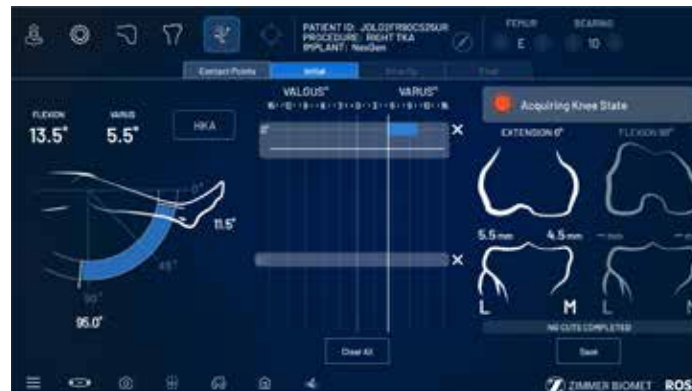 PATIENT ID: JOLD2FR90CS25UR
PROCEDURE: RIGHT TKA
IMPLANT: NexGen
FEMUR
E
BEARING
10
Contact Points
Initial
VALGUS°
VARUS°
FLEXION
13.5°
VARUS
5.5°
HKA
0°
11.5°
45°
90°
95.0°
0°
Acquiring Knee State
EXTENSION 0°
FLEXION 90°
5.5 mm
4.5 mm
L
M
L
NO CUTS COMPLETED
Clear All
Save
ZIMMER BIOMET
ROS